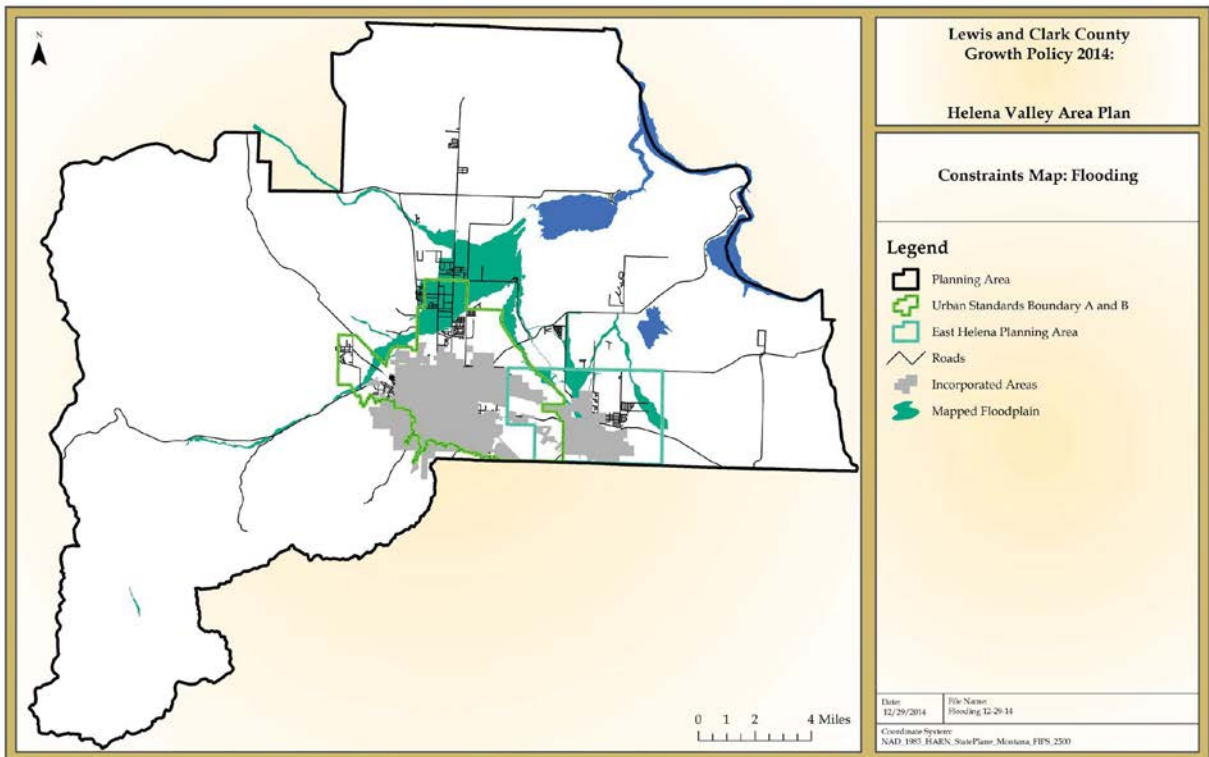 N
Lewis and Clark County
Growth Policy 2014:
Helena Valley Area Plan
Constraints Map: Flooding
Legend
Planning Area
Urban Standards Boundary A and B
East Helena Planning Area
Roads
Incorporated Areas
Mapped Floodplain
0 1 2 4 Miles
Date:
12/29/2014
File Name:
Flooding 12-29-14
Coordinate System:
NAD_1983_HARN_StatePlane_Montana_FIPS_2500